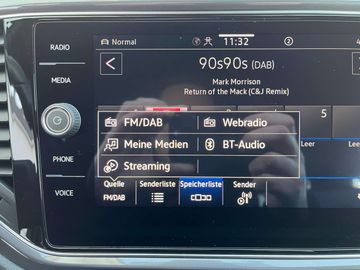 RADIO
MEDIA
PHONE
VOICE
Normal
11:32
2
90s90s (DAB)
Mark Morrison
Return of the Mack (C&J Remix)
FM/DAB
Webradio
5
Meine Medien
BT-Audio
Leer
Leer
Streaming
Quelle
FM/DAB
Senderliste
Speicherliste
Sender